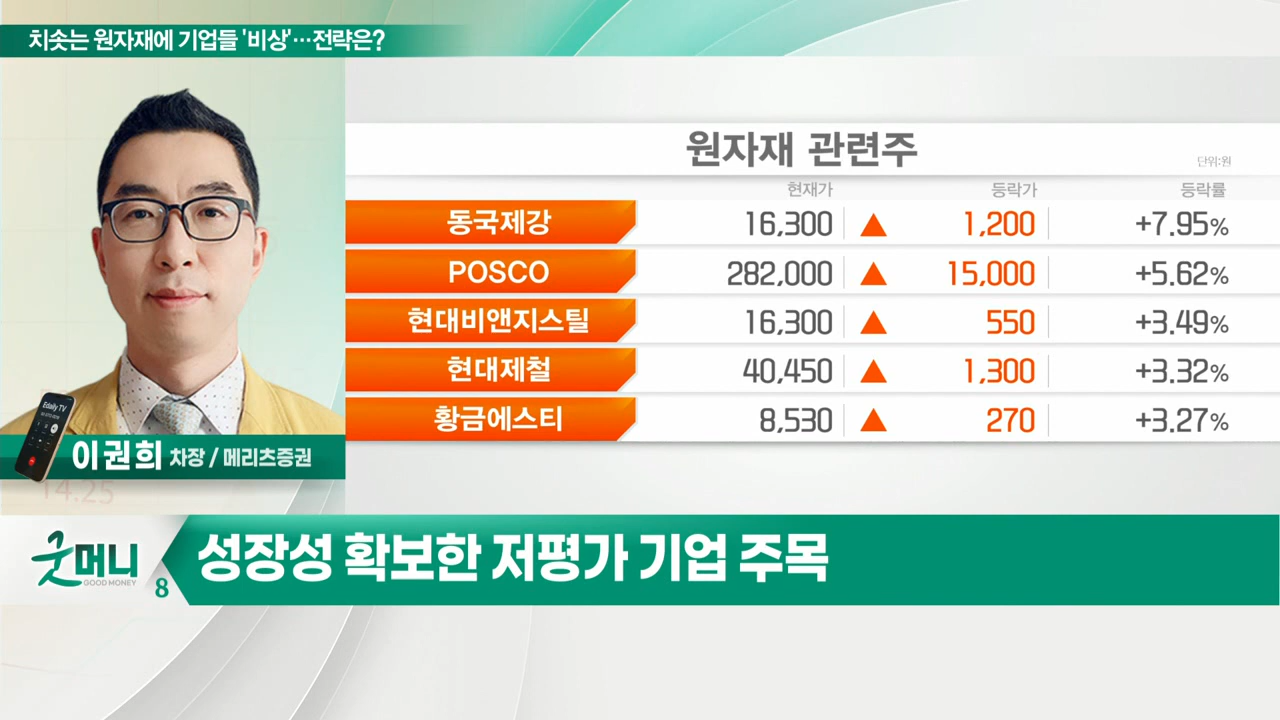 치솟는 원자재에 기업들 '비상'…전략은?
원자재 관련주
단위:원
현재가 등락가 등락률
동국제강 16,300 ▲ 1,200 +7.95%
POSCO 282,000 ▲ 15,000 +5.62%
현대비앤지스틸 16,300 ▲ 550 +3.49%
현대제철 40,450 ▲ 1,300 +3.32%
황금에스티 8,530 ▲ 270 +3.27%
Edaily TV
이권희 차장 / 메리츠증권
14.25
굿머니
GOOD MONEY
8
성장성 확보한 저평가 기업 주목